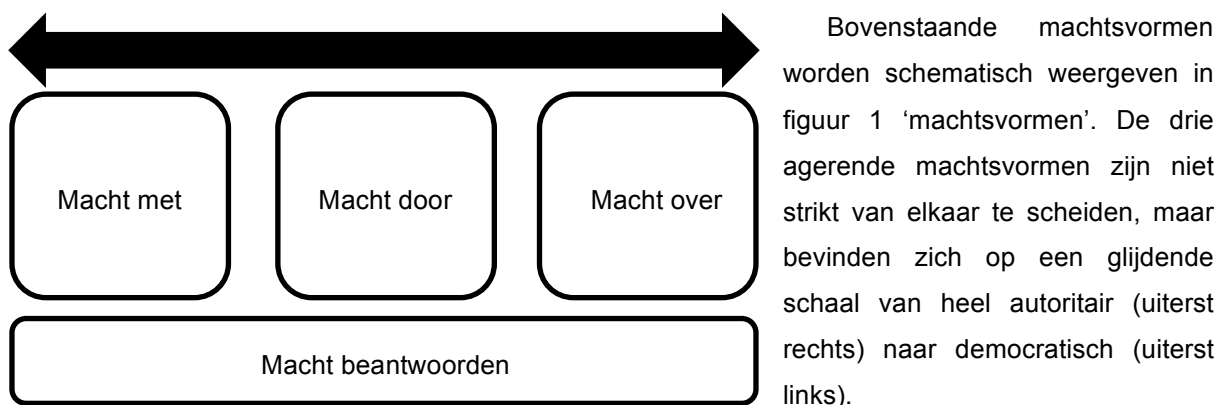 Macht met
Macht door
Macht over
Macht beantwoorden
Bovenstaande machtsvormen
worden schematisch weergeven in
figuur 1 ‘machtsvormen’. De drie
agerende machtsvormen zijn niet
strikt van elkaar te scheiden, maar
bevinden zich op een glijdende
schaal van heel autoritair (uiterst
rechts) naar democratisch (uiterst
links).